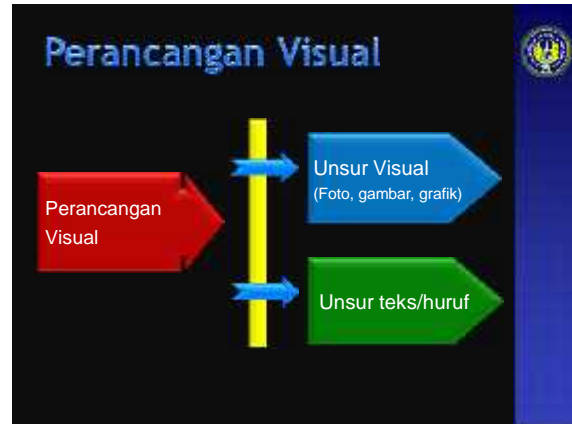 Perancangan Visual
Unsur Visual
(Foto, gambar, grafik)
Perancangan
Visual
Unsur teks/huruf